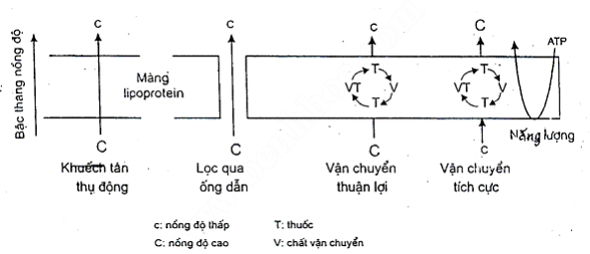 c c c C ATP
Bậc thang nồng độ
Màng
lipoprotein
T T
VT V VT V
T T
C C C c
Năng lượng
Khuếch tán
thụ động
Lọc qua
ống dẫn
Vận chuyển
thuận lợi
Vận chuyển
tích cực
c: nồng độ thấp T: thuốc
C: nồng độ cao V: chất vận chuyển